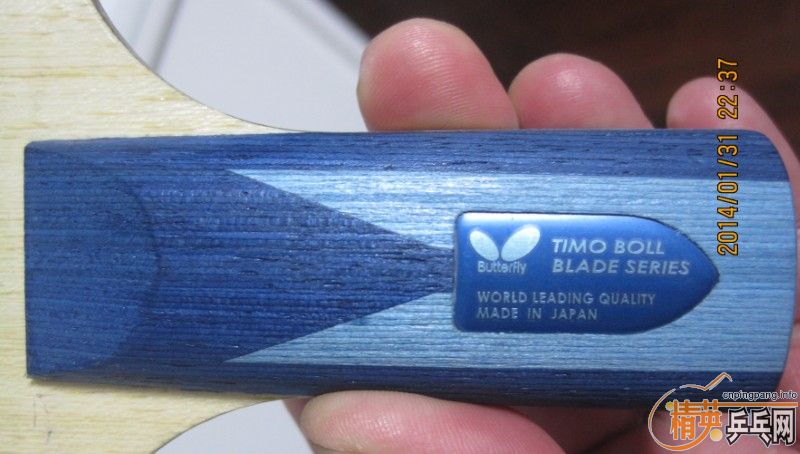 Butterfly
TIMO BOLL
BLADE SERIES
WORLD LEADING QUALITY
MADE IN JAPAN
2014/01/31 22:37
cnpingpang.info
精英乒乓网